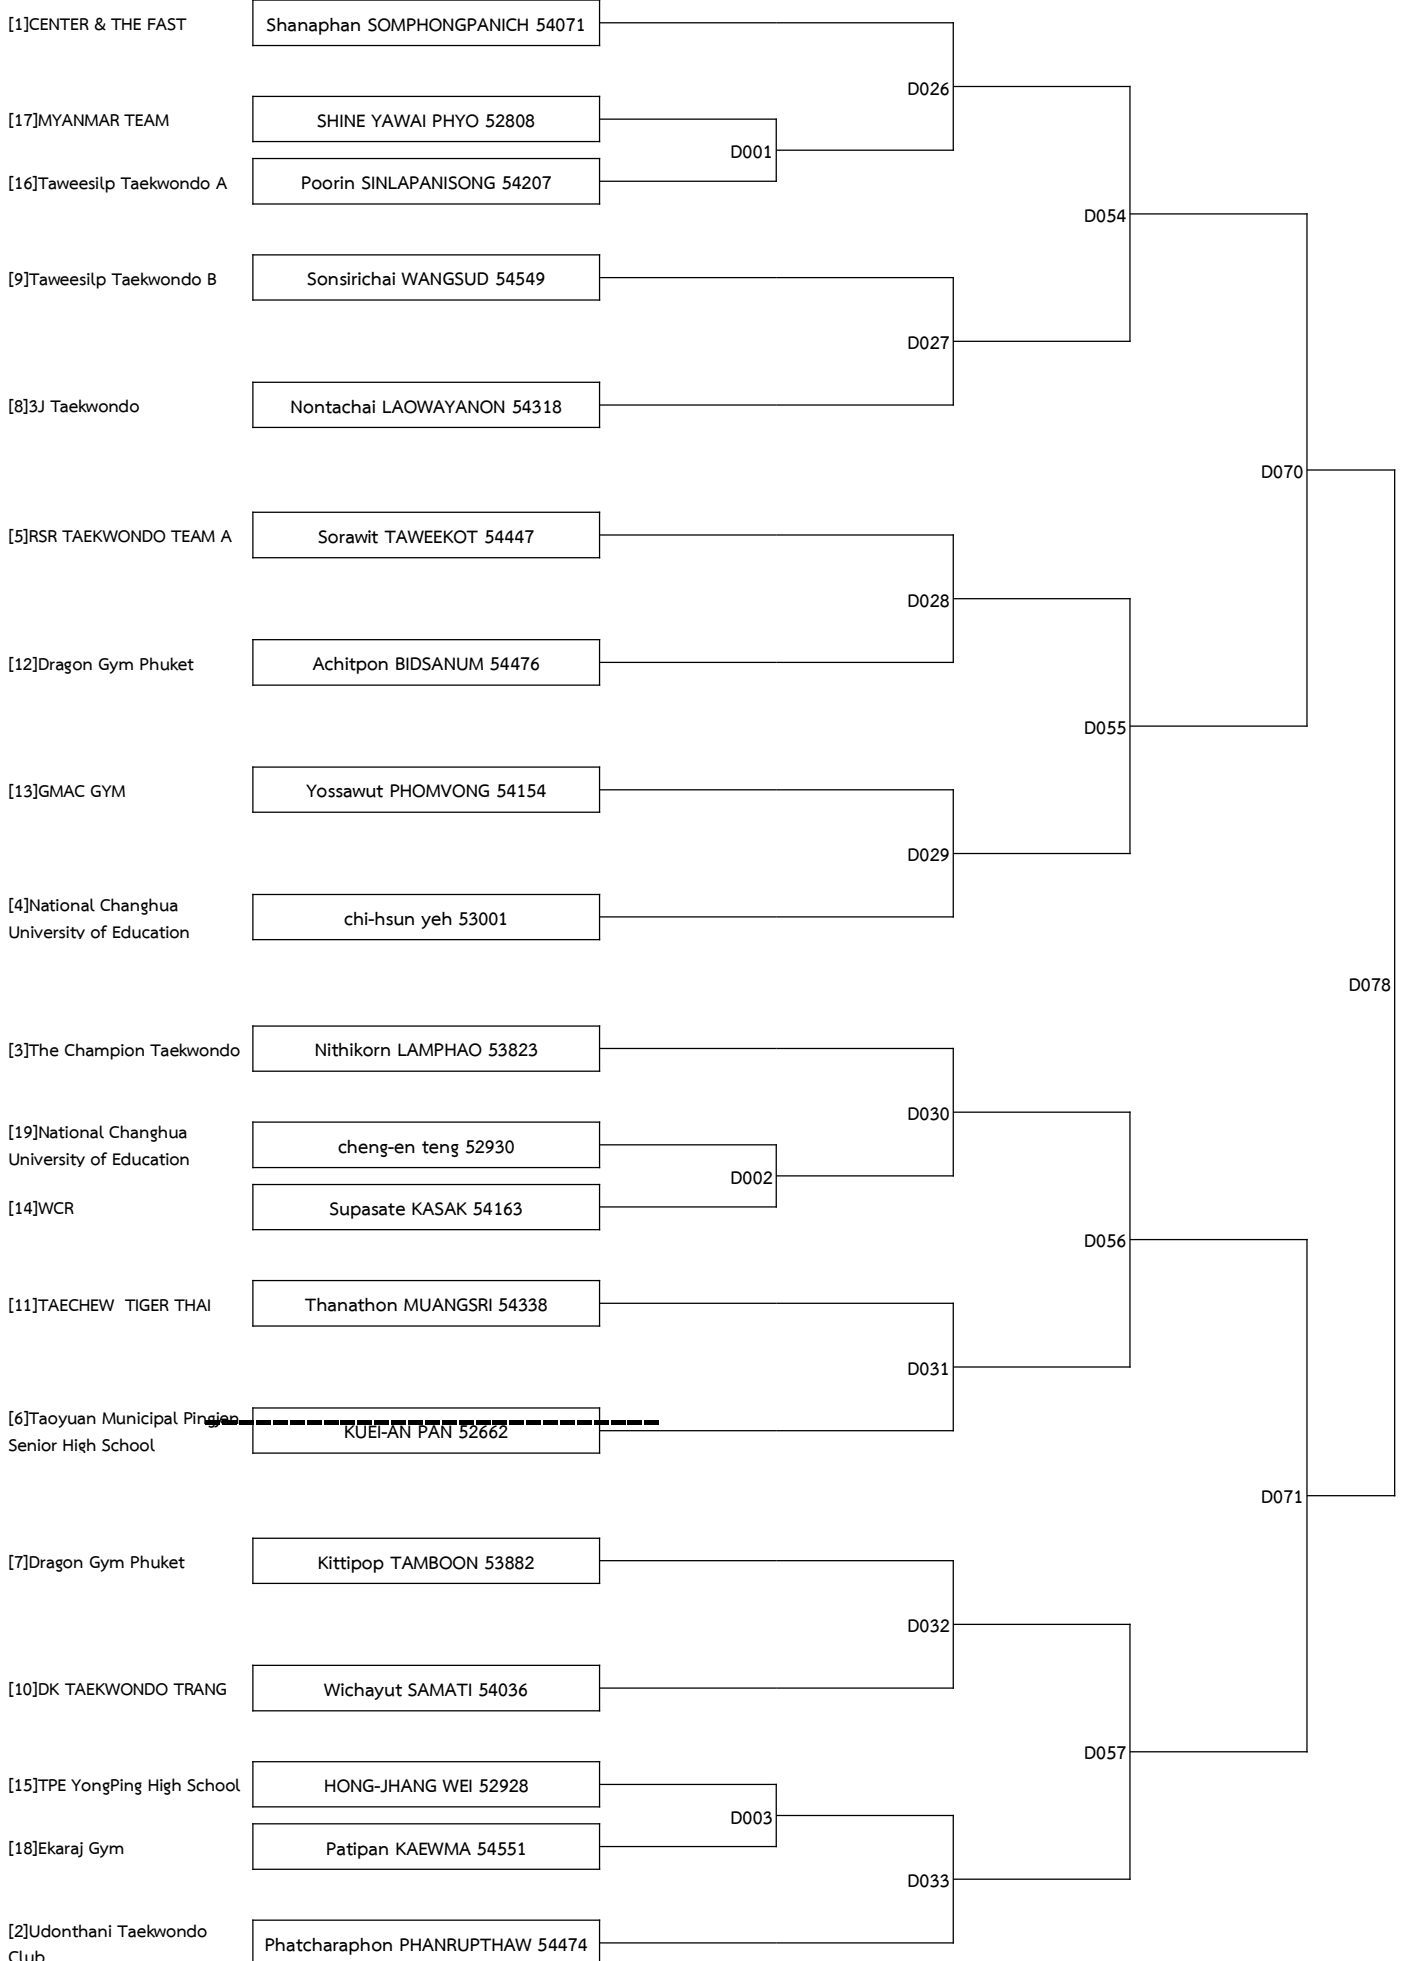 [1]CENTER & THE FAST
Shanaphan SOMPHONGPANICH 54071
D026
[17]MYANMAR TEAM
SHINE YAWAI PHYO 52808
D001
[16]Taweesilp Taekwondo A
Poorin SINLAPANISONG 54207
D054
[9]Taweesilp Taekwondo B
Sonsirichai WANGSUD 54549
D027
[8]3J Taekwondo
Nontachai LAOWAYANON 54318
D070
[5]RSR TAEKWONDO TEAM A
Sorawit TAWEEKOT 54447
D028
[12]Dragon Gym Phuket
Achitpon BIDSANUM 54476
D055
[13]GMAC GYM
Yossawut PHOMVONG 54154
D029
[4]National Changhua
University of Education
chi-hsun yeh 53001
D078
[3]The Champion Taekwondo
Nithikorn LAMPHAO 53823
D030
[19]National Changhua
University of Education
cheng-en teng 52930
D002
[14]WCR
Supasate KASAK 54163
D056
[11]TAECHEW  TIGER THAI
Thanathon MUANGSRI 54338
D031
[6]Taoyuan Municipal Pingjen
Senior High School
KUEI-AN PAN 52662
D071
[7]Dragon Gym Phuket
Kittipop TAMBOON 53882
D032
[10]DK TAEKWONDO TRANG
Wichayut SAMATI 54036
D057
[15]TPE YongPing High School
HONG-JHANG WEI 52928
D003
[18]Ekaraj Gym
Patipan KAEWMA 54551
D033
[2]Udonthani Taekwondo
Club
Phatcharaphon PHANRUPTHAW 54474